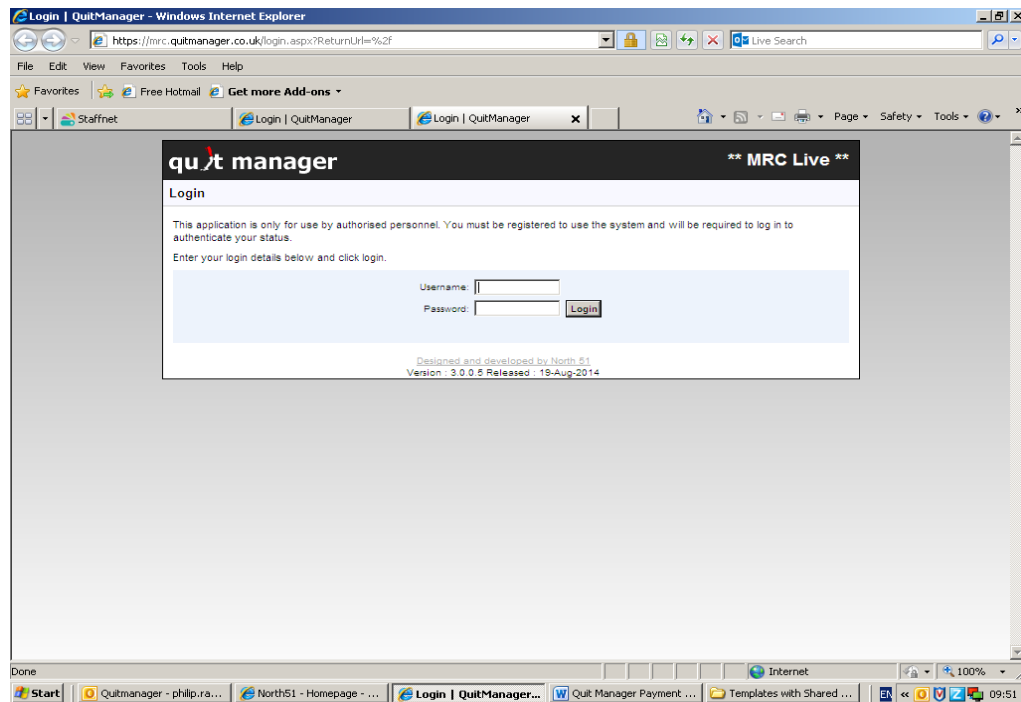 Login | QuitManager - Windows Internet Explorer
https://mrc.quitmanager.co.uk/login.aspx?ReturnUrl=%2f
Live Search
File Edit View Favorites Tools Help
Favorites Free Hotmail Get more Add-ons
Staffnet Login | QuitManager Login | QuitManager x Page Safety Tools »
quit manager ** MRC Live **
Login
This application is only for use by authorised personnel. You must be registered to use the system and will be required to log in to
authenticate your status.
Enter your login details below and click login.
Username:
Password: Login
Designed and developed by North 51
Version : 3.0.0.5 Released : 19-Aug-2014
Done Internet 100%
Start Quitmanager - philip.ra... North51 - Homepage - ... Login | QuitManager... Quit Manager Payment ... Templates with Shared ... EN « 09:51